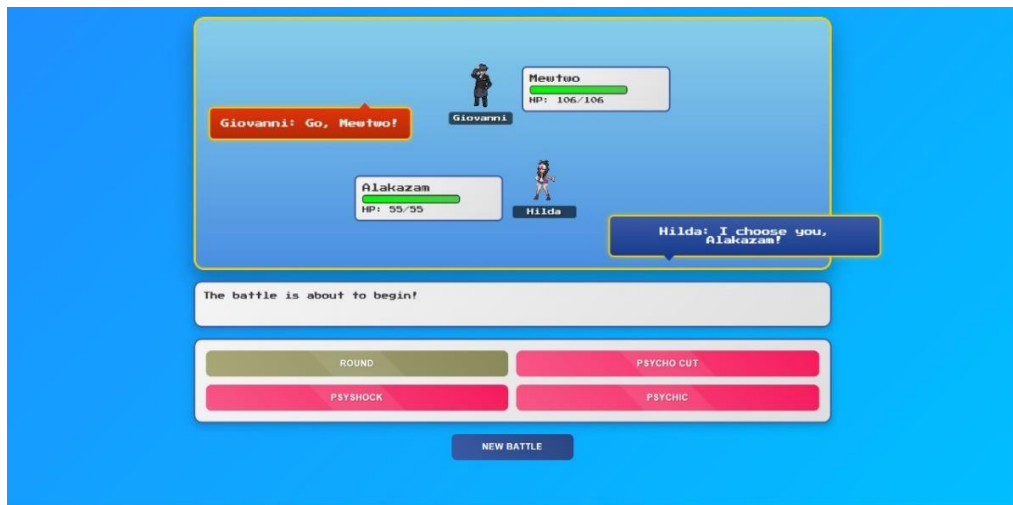 Mewtwo
HP: 106/106
Giovanni
Giovanni: Go, Mewtwo!
Alakazam
HP: 55/55
Hilda
Hilda: I choose you,
Alakazam!
The battle is about to begin!
ROUND
PSYCHO CUT
PSYSHOCK
PSYCHIC
NEW BATTLE